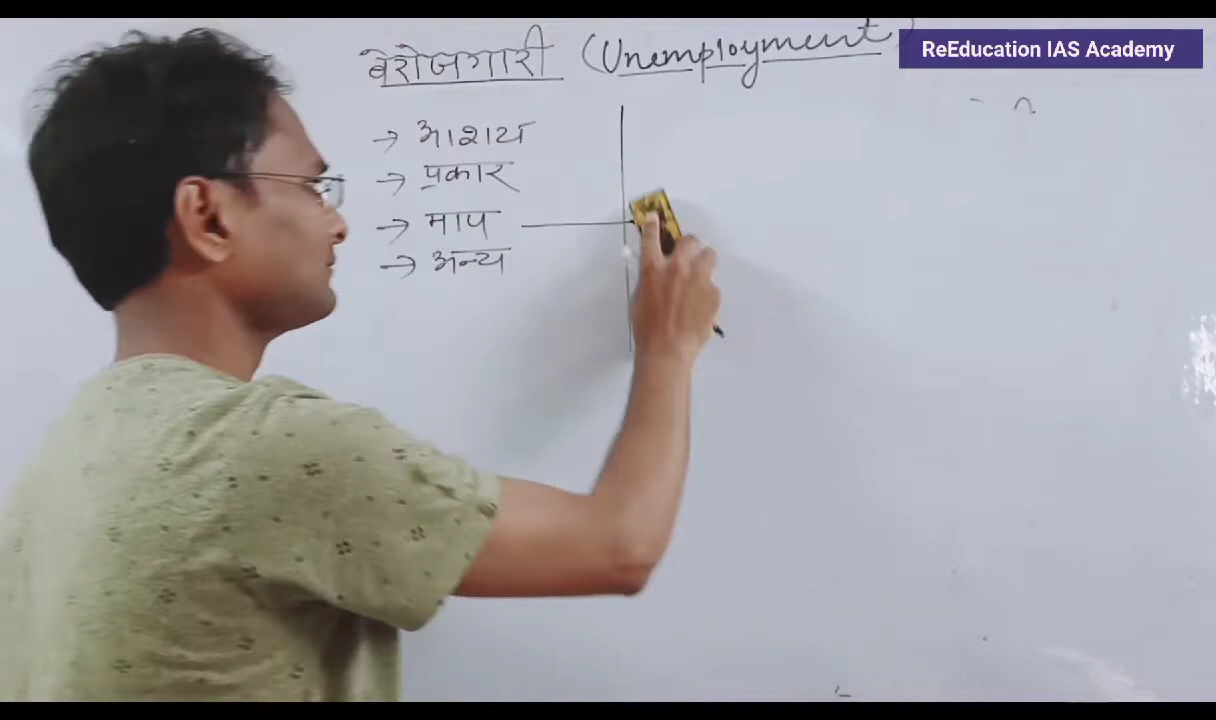 बेरोजगारी (Unemployment)
ReEducation IAS Academy
→ आशय
→ प्रकार
→ माप
→ अन्य